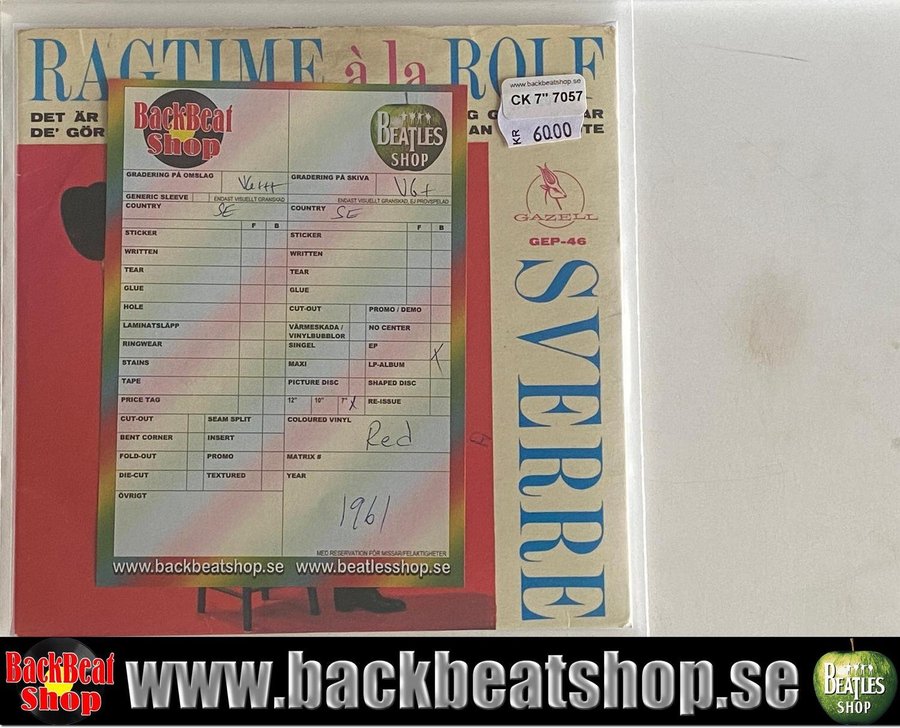 RAGTIME à la ROLF
DET ÄR
DE' GÖR
www.backbeatshop.se
CK 7" 7057
KR 60.00
GAZELL
GEP-46
SVERRE
BackBeat Shop
BEATLES SHOP
GRADERING PÅ OMSLAG VG+++ GRADERING PÅ SKIVA VG+
GENERIC SLEEVE ENDAST VISUELLT GRANSKAD ENDAST VISUELLT GRANSKAD, EJ PROVSPELAD
COUNTRY SE COUNTRY SE
F B F B
STICKER STICKER
WRITTEN WRITTEN
TEAR TEAR
GLUE GLUE
HOLE CUT-OUT PROMO / DEMO
LAMINATSLÄPP VÄRMESKADA / VINYLBUBBLOR NO CENTER
RINGWEAR SINGEL EP X
STAINS MAXI LP-ALBUM
TAPE PICTURE DISC SHAPED DISC
PRICE TAG 12" 10" 7" X RE-ISSUE
CUT-OUT SEAM SPLIT COLOURED VINYL
BENT CORNER INSERT Red
FOLD-OUT PROMO MATRIX #
DIE-CUT TEXTURED YEAR
ÖVRIGT
1961
MED RESERVATION FÖR MISSAR/FELAKTIGHETER
www.backbeatshop.se www.beatlesshop.se
BackBeat Shop www.backbeatshop.se BEATLES SHOP